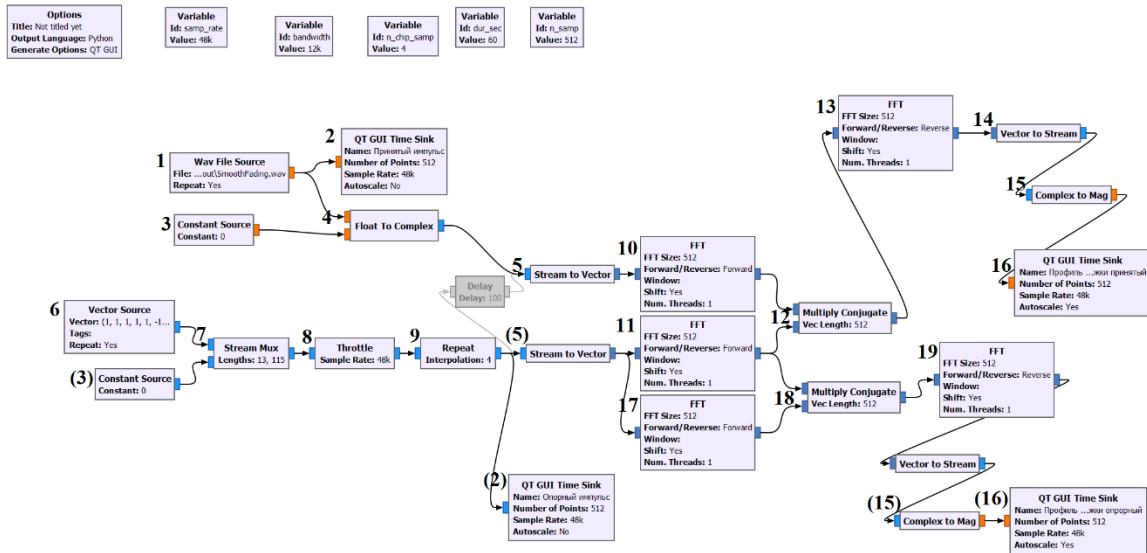 Options
Title: Not titled yet
Output Language: Python
Generate Options: QT GUI
Variable
Id: samp_rate
Value: 48k
Variable
Id: bandwidth
Value: 12k
Variable
Id: n_chip_samp
Value: 4
Variable
Id: dur_sec
Value: 60
Variable
Id: n_samp
Value: 512
1
Wav File Source
File: ...out\SmoothFading.wav
Repeat: Yes
2
QT GUI Time Sink
Name: Принятый импульс
Number of Points: 512
Sample Rate: 48k
Autoscale: No
3
Constant Source
Constant: 0
4
Float To Complex
5
Stream to Vector
Delay
Delay: 100
6
Vector Source
Vector: (1, 1, 1, 1, 1, -1...
Tags:
Repeat: Yes
(3)
Constant Source
Constant: 0
7
Stream Mux
Lengths: 13, 115
8
Throttle
Sample Rate: 48k
9
Repeat
Interpolation: 4
(5)
Stream to Vector
(2)
QT GUI Time Sink
Name: Опорный импульс
Number of Points: 512
Sample Rate: 48k
Autoscale: No
10
FFT
FFT Size: 512
Forward/Reverse: Forward
Window:
Shift: Yes
Num. Threads: 1
11
FFT
FFT Size: 512
Forward/Reverse: Forward
Window:
Shift: Yes
Num. Threads: 1
17
FFT
FFT Size: 512
Forward/Reverse: Forward
Window:
Shift: Yes
Num. Threads: 1
12
Multiply Conjugate
Vec Length: 512
18
Multiply Conjugate
Vec Length: 512
13
FFT
FFT Size: 512
Forward/Reverse: Reverse
Window:
Shift: Yes
Num. Threads: 1
14
Vector to Stream
15
Complex to Mag
16
QT GUI Time Sink
Name: Профиль ...жки принятый
Number of Points: 512
Sample Rate: 48k
Autoscale: Yes
19
FFT
FFT Size: 512
Forward/Reverse: Reverse
Window:
Shift: Yes
Num. Threads: 1
Vector to Stream
(15)
Complex to Mag
(16)
QT GUI Time Sink
Name: Профиль ...жки опрорный
Number of Points: 512
Sample Rate: 48k
Autoscale: Yes